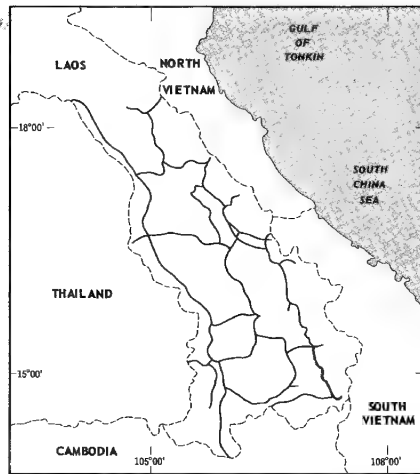 GULF
OF
TONKIN
LAOS
NORTH
VIETNAM
18°00'
SOUTH
CHINA
SEA
THAILAND
15°00'
SOUTH
VIETNAM
CAMBODIA
105°00'
108°00'